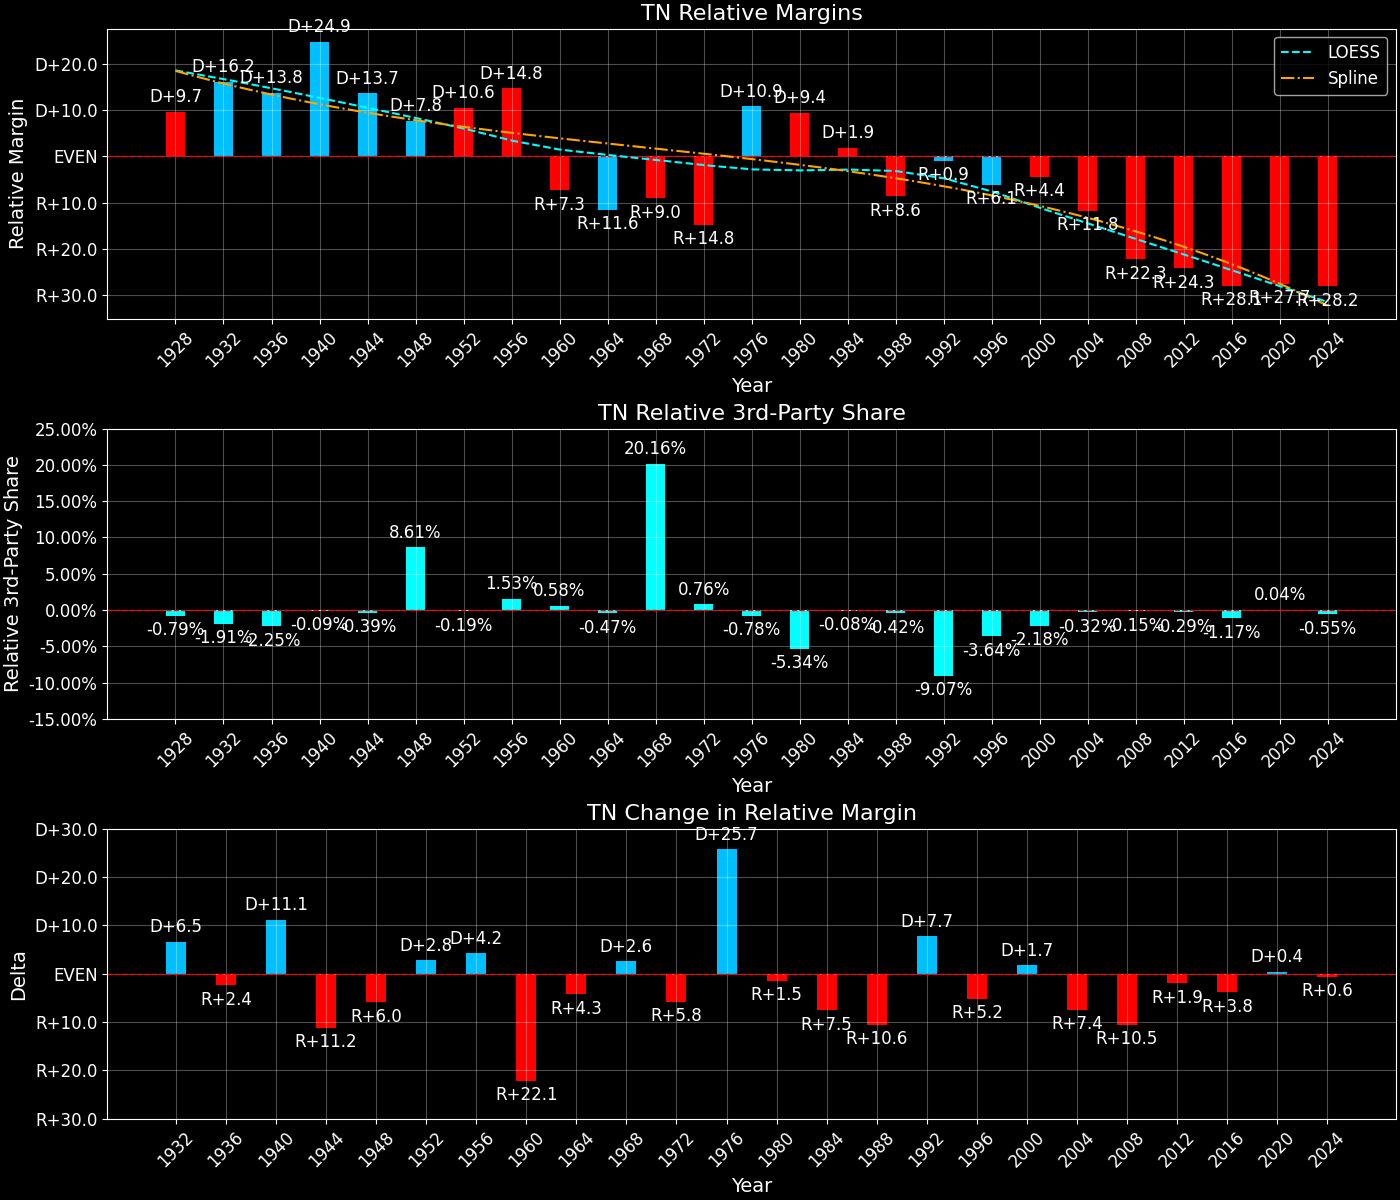 TN Relative Margins
Relative Margin
D+20.0
D+10.0
EVEN
R+10.0
R+20.0
R+30.0
LOESS
Spline
D+9.7
D+16.2
D+13.8
D+24.9
D+13.7
D+7.8
D+10.6
D+14.8
R+7.3
R+11.6
R+9.0
R+14.8
D+10.9
D+9.4
D+1.9
R+8.6
R+0.9
R+6.1
R+4.4
R+11.8
R+22.3
R+24.3
R+28.1
R+27.7
R+28.2
1928 1932 1936 1940 1944 1948 1952 1956 1960 1964 1968 1972 1976 1980 1984 1988 1992 1996 2000 2004 2008 2012 2016 2020 2024
Year
TN Relative 3rd-Party Share
Relative 3rd-Party Share
25.00%
20.00%
15.00%
10.00%
5.00%
0.00%
-5.00%
-10.00%
-15.00%
-0.79%
-1.91%
-2.25%
-0.09%
-0.39%
8.61%
-0.19%
1.53%
0.58%
-0.47%
20.16%
0.76%
-0.78%
-5.34%
-0.08%
-0.42%
-9.07%
-3.64%
-2.18%
-0.32%
-0.15%
-0.29%
-1.17%
0.04%
-0.55%
1928 1932 1936 1940 1944 1948 1952 1956 1960 1964 1968 1972 1976 1980 1984 1988 1992 1996 2000 2004 2008 2012 2016 2020 2024
Year
TN Change in Relative Margin
Delta
D+30.0
D+20.0
D+10.0
EVEN
R+10.0
R+20.0
R+30.0
D+6.5
R+2.4
D+11.1
R+11.2
R+6.0
D+2.8
D+4.2
R+22.1
R+4.3
D+2.6
R+5.8
D+25.7
R+1.5
R+7.5
R+10.6
D+7.7
R+5.2
D+1.7
R+7.4
R+10.5
R+1.9
R+3.8
D+0.4
R+0.6
1932 1936 1940 1944 1948 1952 1956 1960 1964 1968 1972 1976 1980 1984 1988 1992 1996 2000 2004 2008 2012 2016 2020 2024
Year